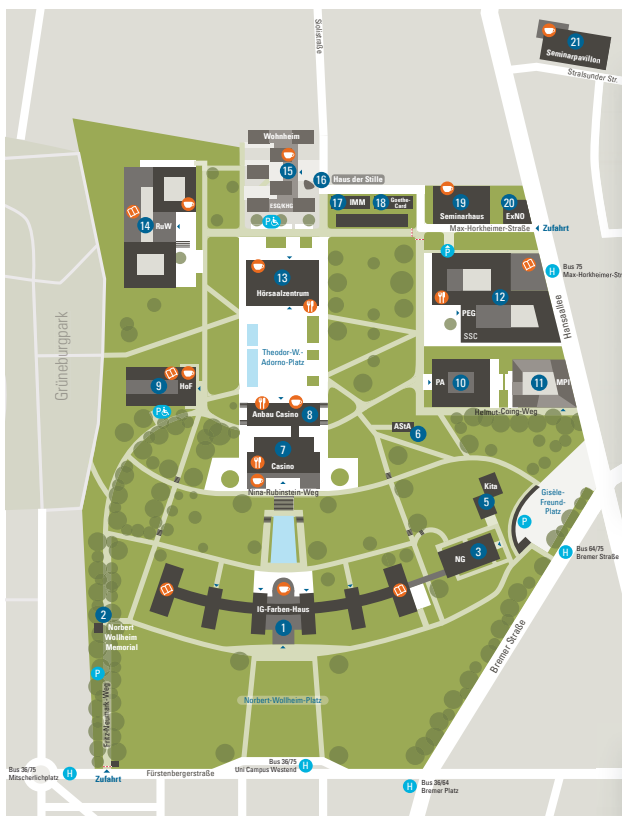 Siolistraße
21
Seminarpavillon
Stralsunder Str.
Wohnheim
15
16
Haus der Stille
ESG/KHG
P
17
IMM
18
Goethe-
Card
19
Seminarhaus
20
ExNO
Max-Horkheimer-Straße
Zufahrt
14
RuW
13
Hörsaalzentrum
P
Bus 75
Max-Horkheimer-Str
H
12
PEG
SSC
Hansaallee
Grüneburgpark
Theodor-W.-
Adorno-Platz
9
HoF
P
PA
10
11
MPI
Helmut-Coing-Weg
Anbau Casino
8
AStA
6
7
Casino
Nina-Rubinstein-Weg
Kita
5
Gisèle-
Freund-
Platz
P
NG
3
H
Bus 64/75
Bremer Straße
IG-Farben-Haus
1
2
Norbert
Wollheim
Memorial
P
Fritz-Neumark-Weg
Norbert-Wollheim-Platz
Bremer Straße
Bus 36/75
Mitscherlichplatz
H
Zufahrt
Fürstenbergerstraße
Bus 36/75
Uni Campus Westend
H
H
Bus 36/64
Bremer Platz